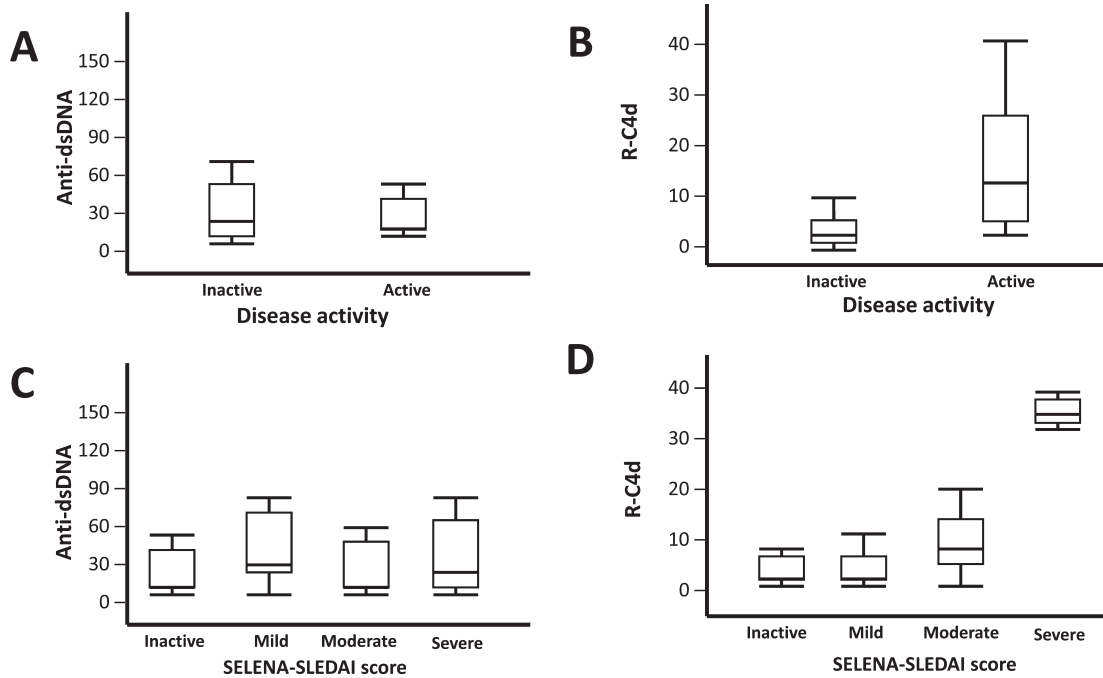 A
Anti-dsDNA
150
120
90
60
30
0
Inactive Active
Disease activity
B
R-C4d
40
30
20
10
0
Inactive Active
Disease activity
C
Anti-dsDNA
150
120
90
60
30
0
Inactive Mild Moderate Severe
SELENA-SLEDAI score
D
R-C4d
40
30
20
10
0
Inactive Mild Moderate Severe
SELENA-SLEDAI score